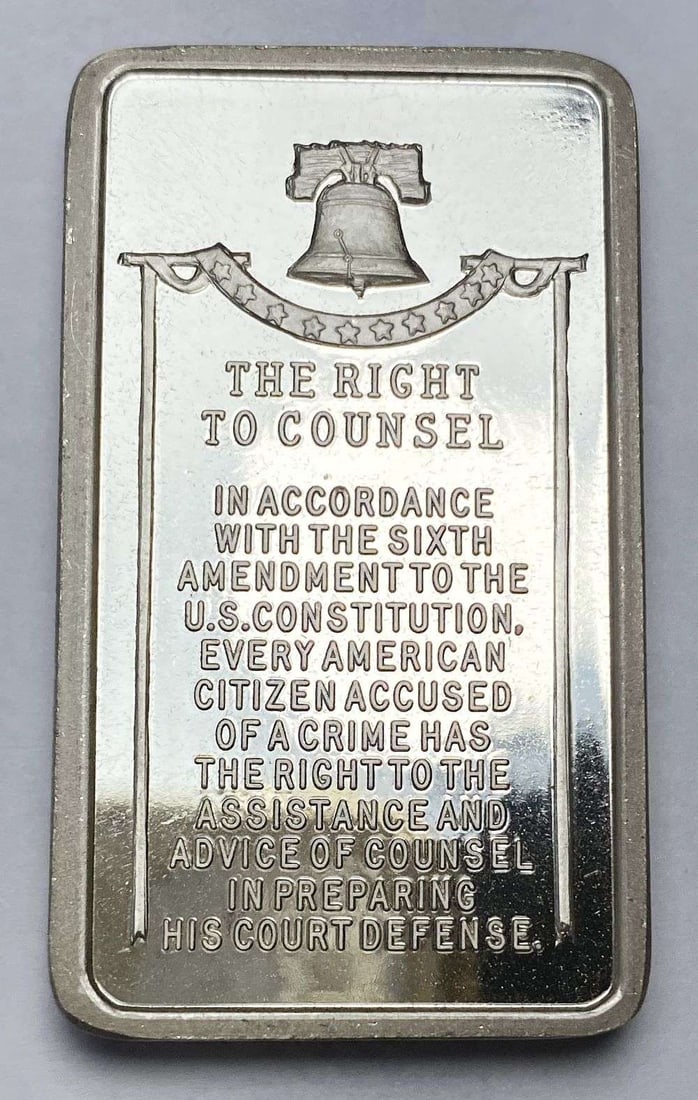 THE RIGHT
TO COUNSEL
IN ACCORDANCE
WITH THE SIXTH
AMENDMENT TO THE
U.S.CONSTITUTION,
EVERY AMERICAN
CITIZEN ACCUSED
OF A CRIME HAS
THE RIGHT TO THE
ASSISTANCE AND
ADVICE OF COUNSEL
IN PREPARING
HIS COURT DEFENSE.